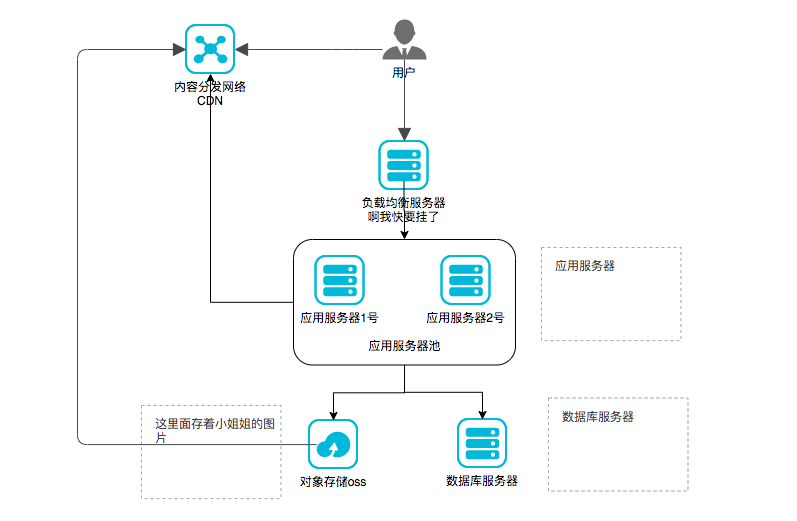 用户
内容分发网络
CDN
负载均衡服务器
啊我快要挂了
应用服务器
应用服务器1号
应用服务器2号
应用服务器池
这里面存着小姐姐的图
片
数据库服务器
对象存储oss
数据库服务器